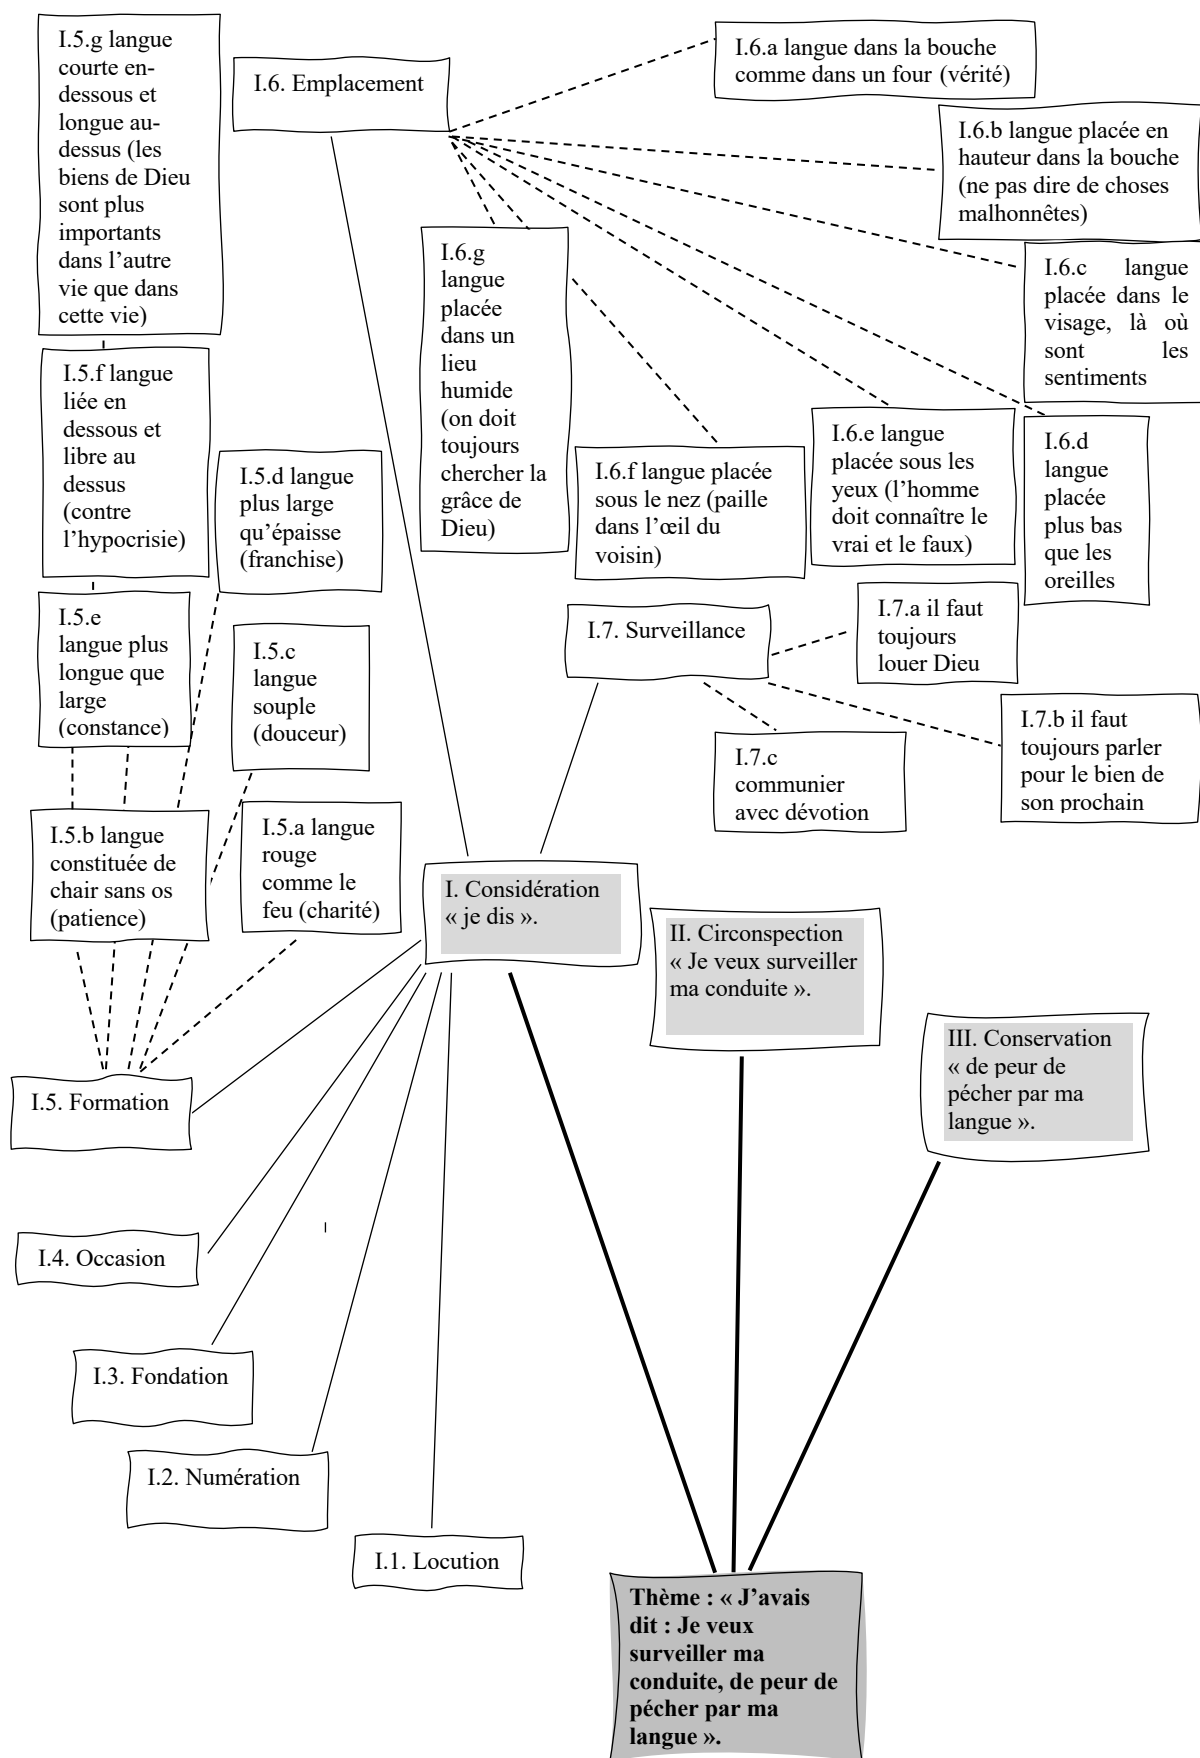 I.5.g langue
courte en-
dessous et
longue au-
dessus (les
biens de Dieu
sont plus
importants
dans l’autre
vie que dans
cette vie)
I.6. Emplacement
I.6.a langue dans la bouche
comme dans un four (vérité)
I.6.b langue placée en
hauteur dans la bouche
(ne pas dire de choses
malhonnêtes)
I.6.c langue
placée dans le
visage, là où
sont les
sentiments
I.6.g
langue
placée
dans un
lieu
humide
(on doit
toujours
chercher la
grâce de
Dieu)
I.6.f langue placée
sous le nez (paille
dans l’œil du
voisin)
I.6.e langue
placée sous les
yeux (l’homme
doit connaître le
vrai et le faux)
I.6.d
langue
placée
plus bas
que les
oreilles
I.5.f langue
liée en
dessous et
libre au
dessus
(contre
l’hypocrisie)
I.5.d langue
plus large
qu’épaisse
(franchise)
I.5.e
langue plus
longue que
large
(constance)
I.5.c
langue
souple
(douceur)
I.7. Surveillance
I.7.a il faut
toujours
louer Dieu
I.7.b il faut
toujours parler
pour le bien de
son prochain
I.7.c
communier
avec dévotion
I.5.b langue
constituée de
chair sans os
(patience)
I.5.a langue
rouge
comme le
feu (charité)
I. Considération
« je dis ».
II. Circonspection
« Je veux surveiller
ma conduite ».
III. Conservation
« de peur de
pécher par ma
langue ».
I.5. Formation
I.4. Occasion
I.3. Fondation
I.2. Numération
I.1. Locution
Thème : « J’avais
dit : Je veux
surveiller ma
conduite, de peur de
pécher par ma
langue ».